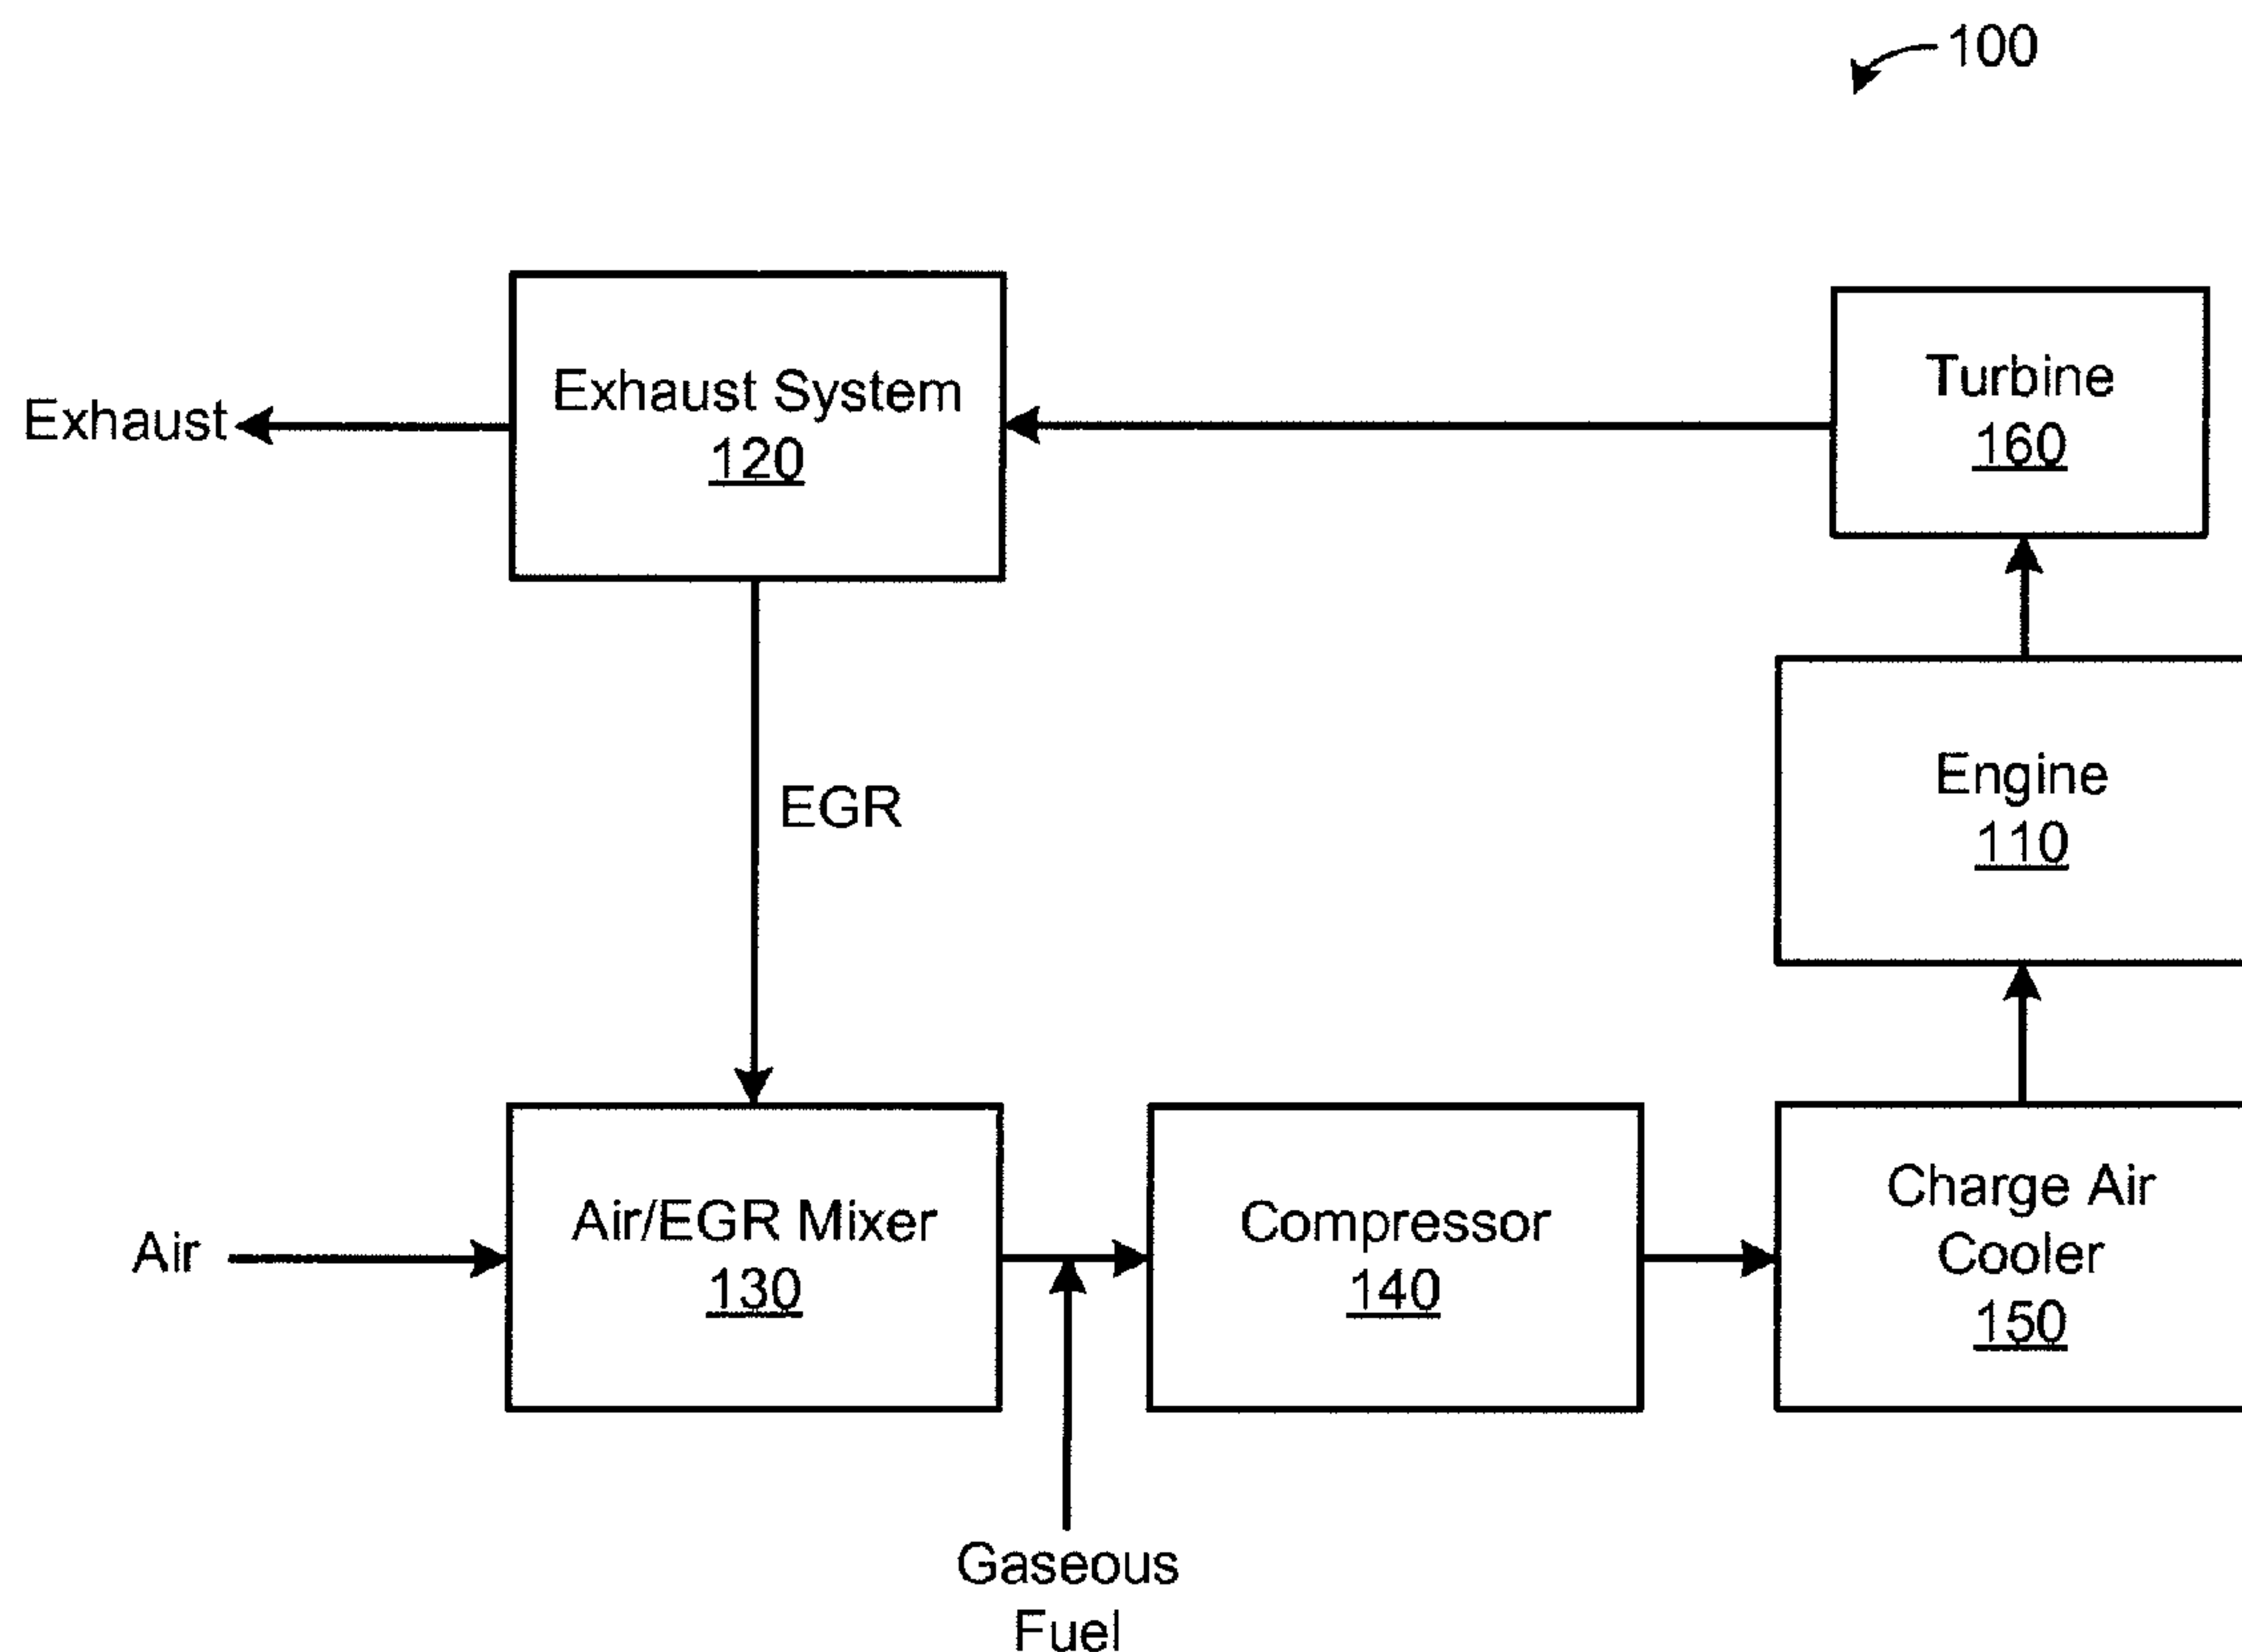 100
Exhaust System
120
Turbine
160
Exhaust
Engine
110
EGR
Air/EGR Mixer
130
Compressor
140
Charge Air
Cooler
150
Air
Gaseous
Fuel